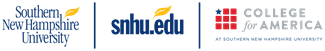 Southern
New Hampshire
University
snhu.edu
COLLEGE
for AMERICA
AT SOUTHERN NEW HAMPSHIRE UNIVERSITY